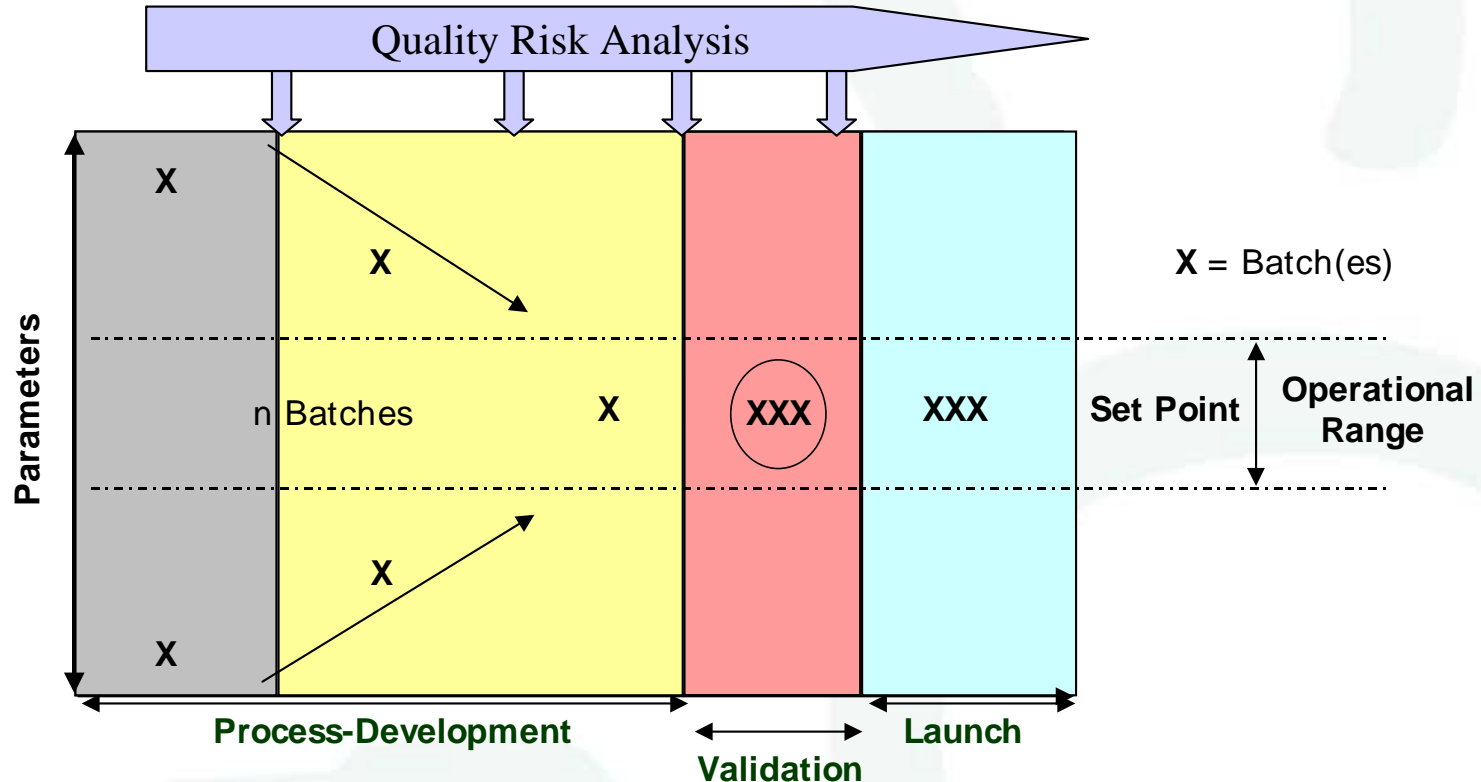 Quality Risk Analysis
X
X
X = Batch(es)
Parameters
n Batches
X
XXX
XXX
Set Point
Operational
Range
X
X
Process-Development
Validation
Launch